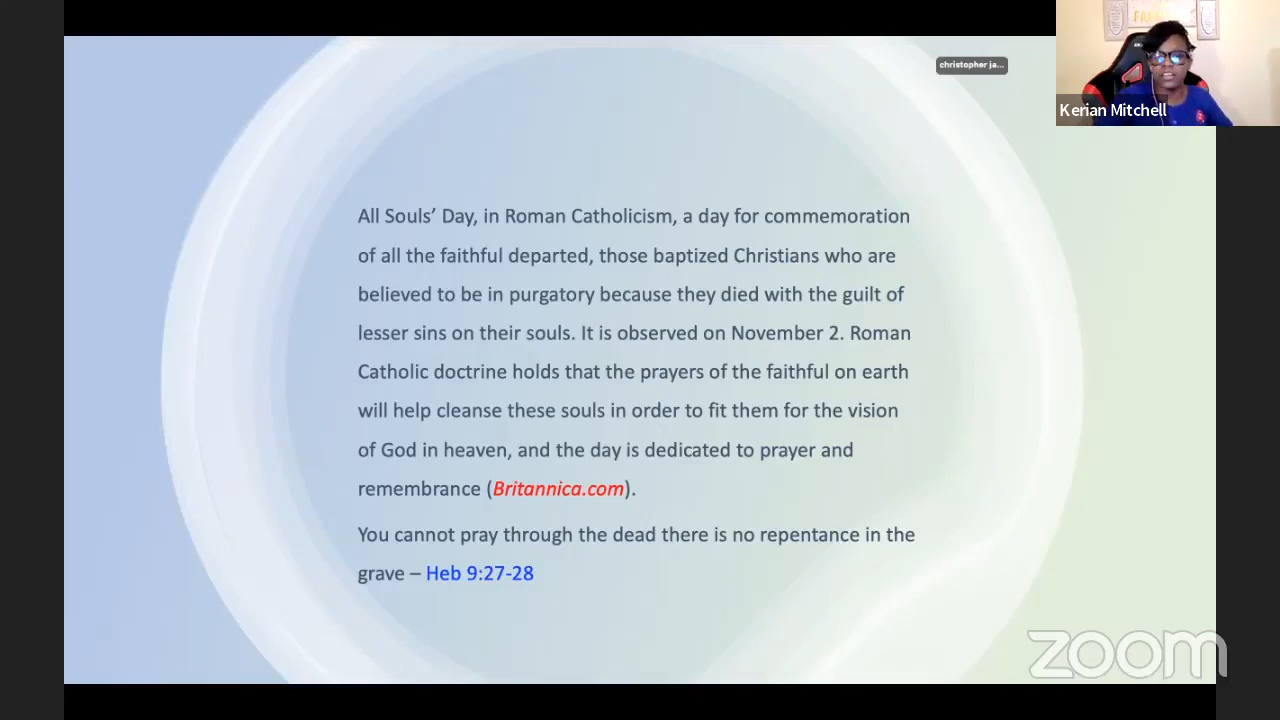 christopher ja...
Kerian Mitchell
All Souls’ Day, in Roman Catholicism, a day for commemoration
of all the faithful departed, those baptized Christians who are
believed to be in purgatory because they died with the guilt of
lesser sins on their souls. It is observed on November 2. Roman
Catholic doctrine holds that the prayers of the faithful on earth
will help cleanse these souls in order to fit them for the vision
of God in heaven, and the day is dedicated to prayer and
remembrance (Britannica.com).
You cannot pray through the dead there is no repentance in the
grave – Heb 9:27-28
zoom